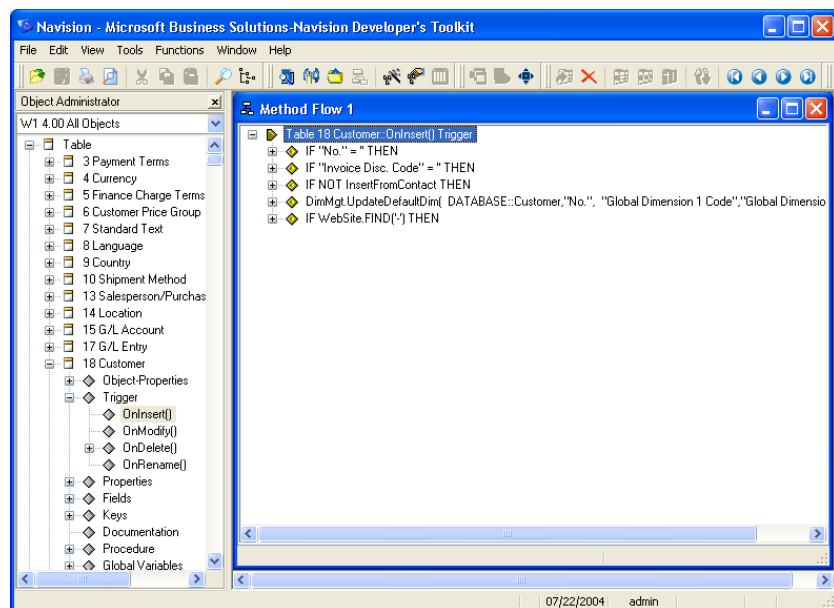 Navision - Microsoft Business Solutions-Navision Developer's Toolkit
File Edit View Tools Functions Window Help
Object Administrator
W1 4.00 All Objects
Table
3 Payment Terms
4 Currency
5 Finance Charge Terms
6 Customer Price Group
7 Standard Text
8 Language
9 Country
10 Shipment Method
13 Salesperson/Purchas
14 Location
15 G/L Account
17 G/L Entry
18 Customer
Object-Properties
Trigger
OnInsert()
OnModify()
OnDelete()
OnRename()
Properties
Fields
Keys
Documentation
Procedure
Global Variables
Method Flow 1
Table 18 Customer::OnInsert() Trigger
IF "No." = '' THEN
IF "Invoice Disc. Code" = '' THEN
IF NOT InsertFromContact THEN
DimMgt.UpdateDefaultDim( DATABASE::Customer,"No.", "Global Dimension 1 Code","Global Dimensio
IF WebSite.FIND('-') THEN
07/22/2004 admin